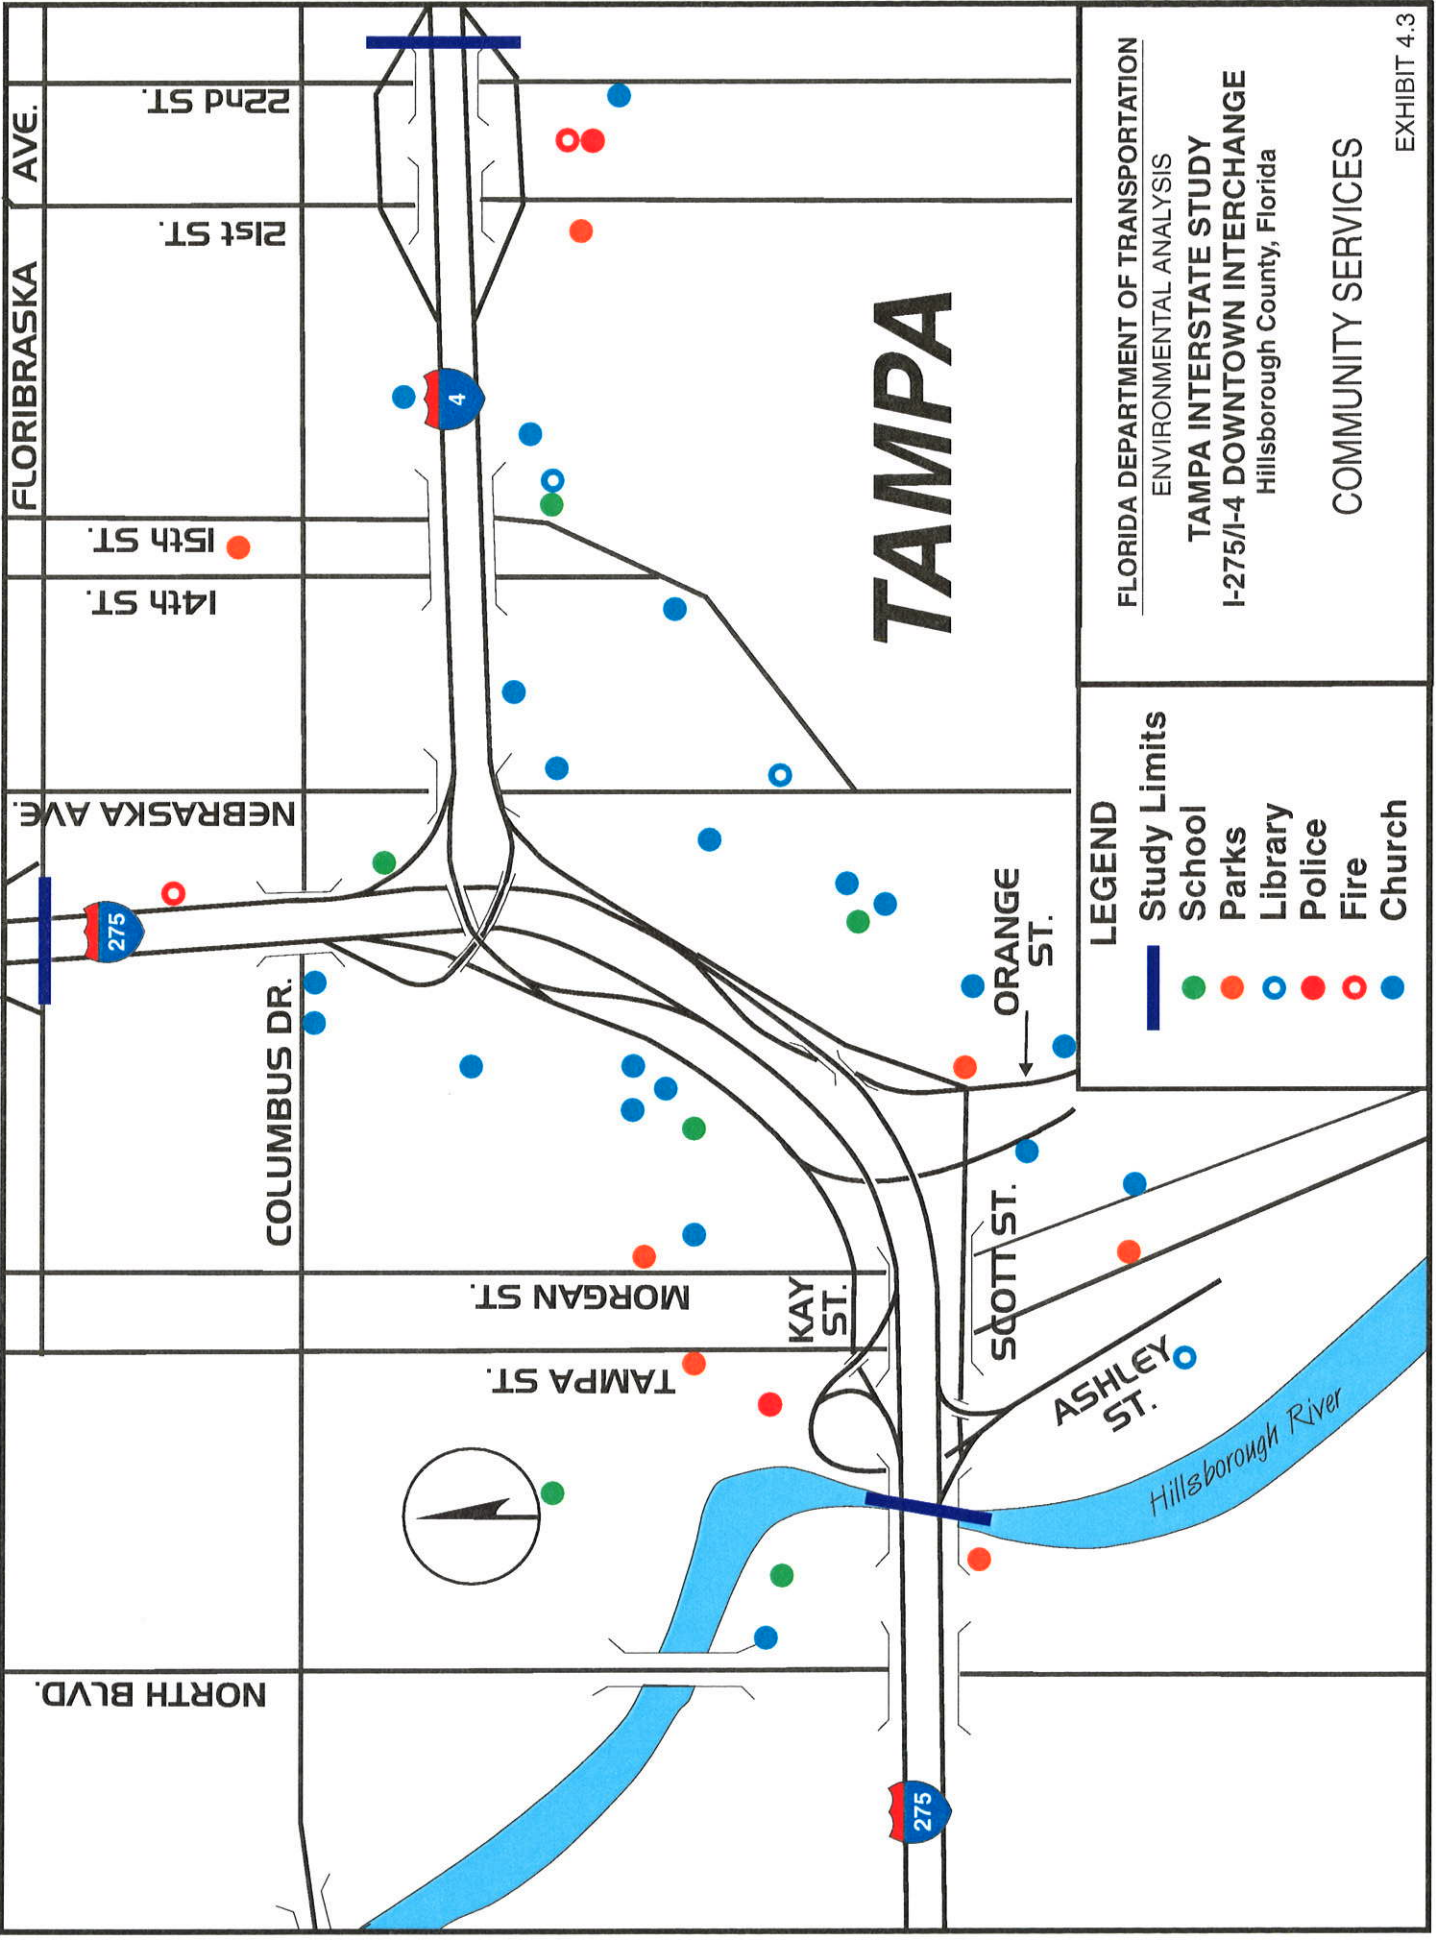 FLORIBRASKA AVE.
22nd ST.
21st ST.
15th ST.
14th ST.
NEBRASKA AVE.
COLUMBUS DR.
MORGAN ST.
TAMPA ST.
NORTH BLVD.
KAY
ST.
SCOTT ST.
ORANGE
ST.
ASHLEY
ST.
Hillsborough River
4
275
275
TAMPA
LEGEND
Study Limits
School
Parks
Library
Police
Fire
Church
FLORIDA DEPARTMENT OF TRANSPORTATION
ENVIRONMENTAL ANALYSIS
TAMPA INTERSTATE STUDY
I-275/I-4 DOWNTOWN INTERCHANGE
Hillsborough County, Florida
COMMUNITY SERVICES
EXHIBIT 4.3